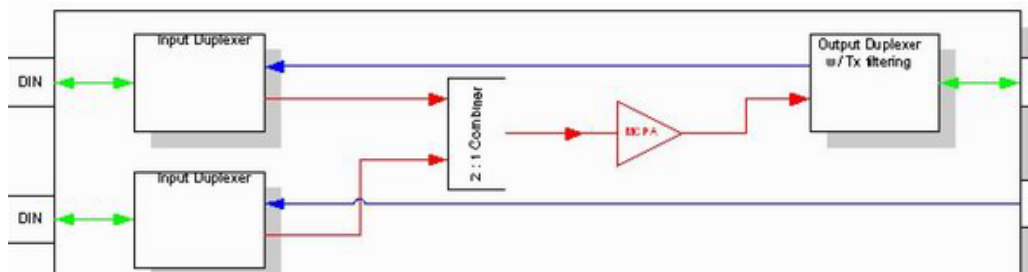 Input Duplexer
Output Duplexer
w/ Tx filtering
DIN
2 : 1 Combiner
MCPA
Input Duplexer
DIN